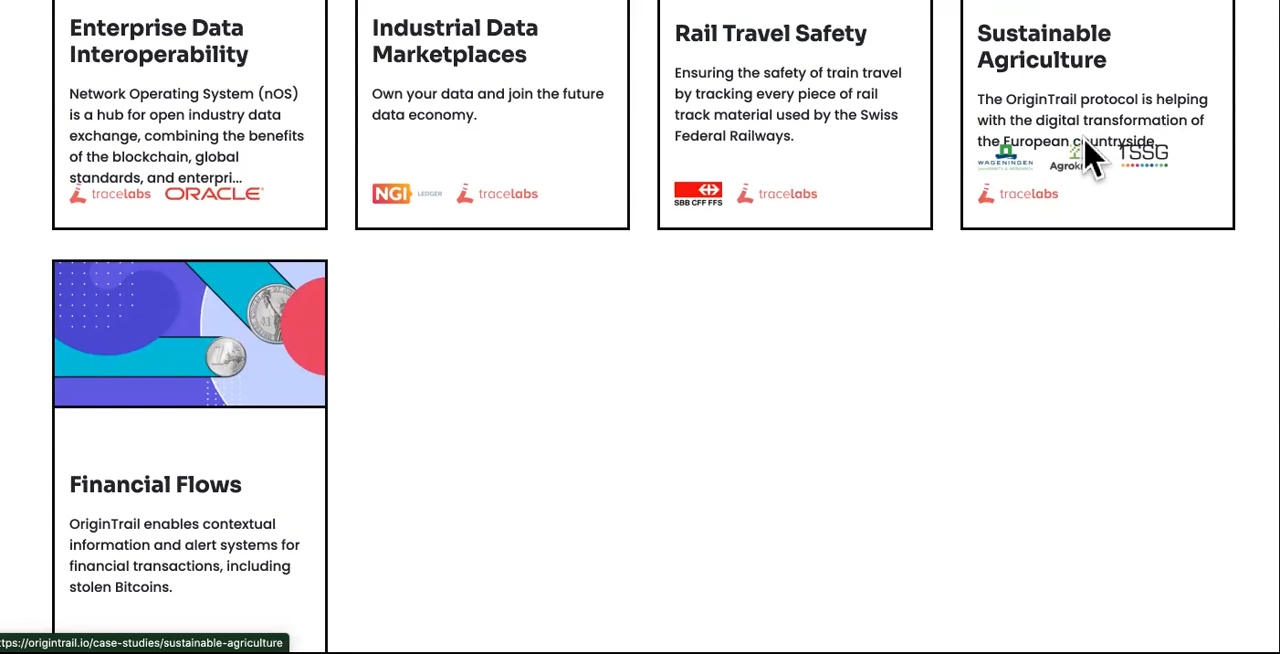 Enterprise Data
Interoperability
Network Operating System (nOS)
is a hub for open industry data
exchange, combining the benefits
of the blockchain, global
standards, and enterpri...
tracelabs ORACLE
Industrial Data
Marketplaces
Own your data and join the future
data economy.
NGI LEDGER tracelabs
Rail Travel Safety
Ensuring the safety of train travel
by tracking every piece of rail
track material used by the Swiss
Federal Railways.
SBB CFF FFS tracelabs
Sustainable
Agriculture
The OriginTrail protocol is helping
with the digital transformation of
the European countryside.
WAGENINGEN TSSG
tracelabs
Financial Flows
OriginTrail enables contextual
information and alert systems for
financial transactions, including
stolen Bitcoins.
ttps://origintrail.io/case-studies/sustainable-agriculture